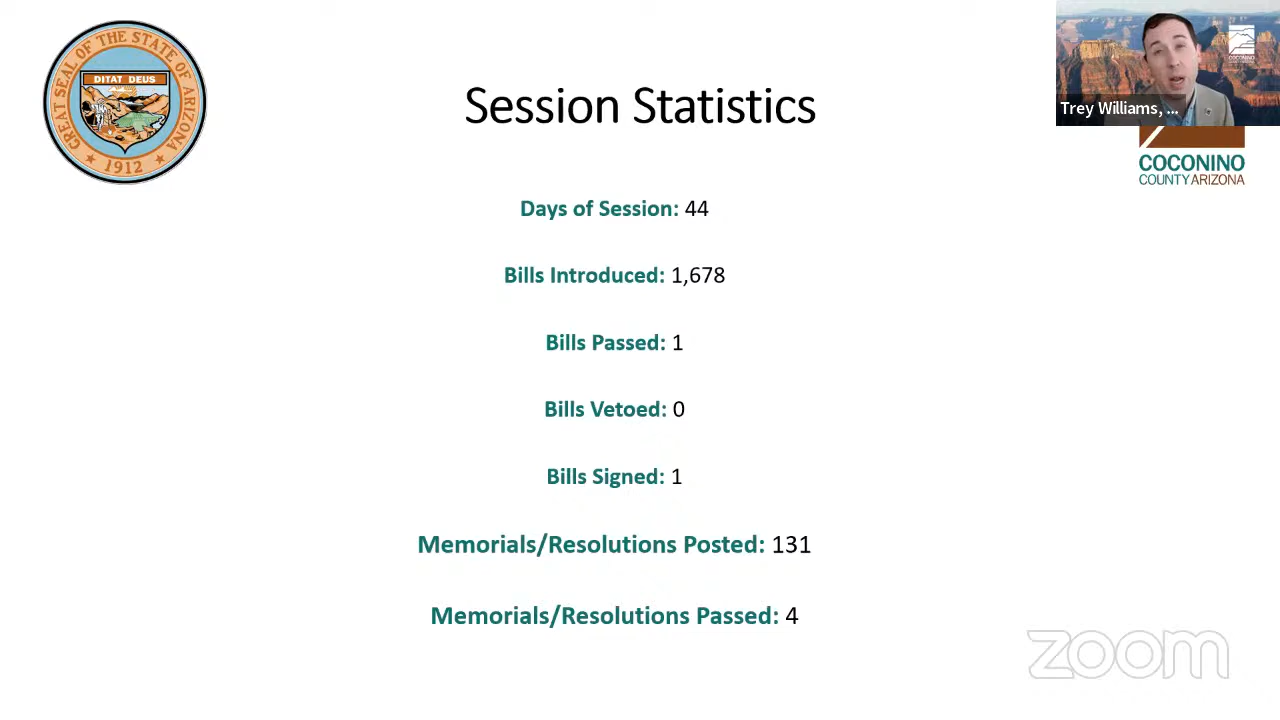 GREAT SEAL OF THE STATE OF ARIZONA
DITAT DEUS
1912
Session Statistics
COCONINO
Trey Williams, ...
COCONINO
COUNTY ARIZONA
Days of Session: 44
Bills Introduced: 1,678
Bills Passed: 1
Bills Vetoed: 0
Bills Signed: 1
Memorials/Resolutions Posted: 131
Memorials/Resolutions Passed: 4
zoom